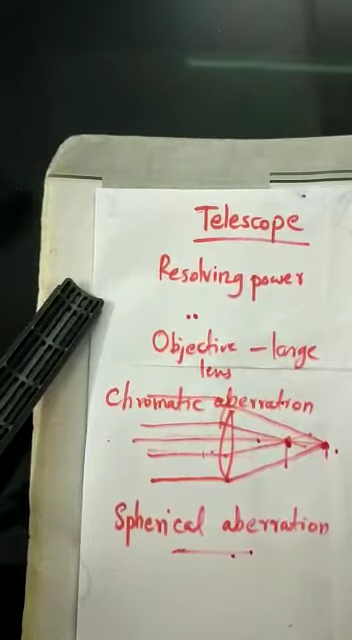 Telescope
Resolving power
Objective - large
lens
Chromatic aberration
Spherical aberration